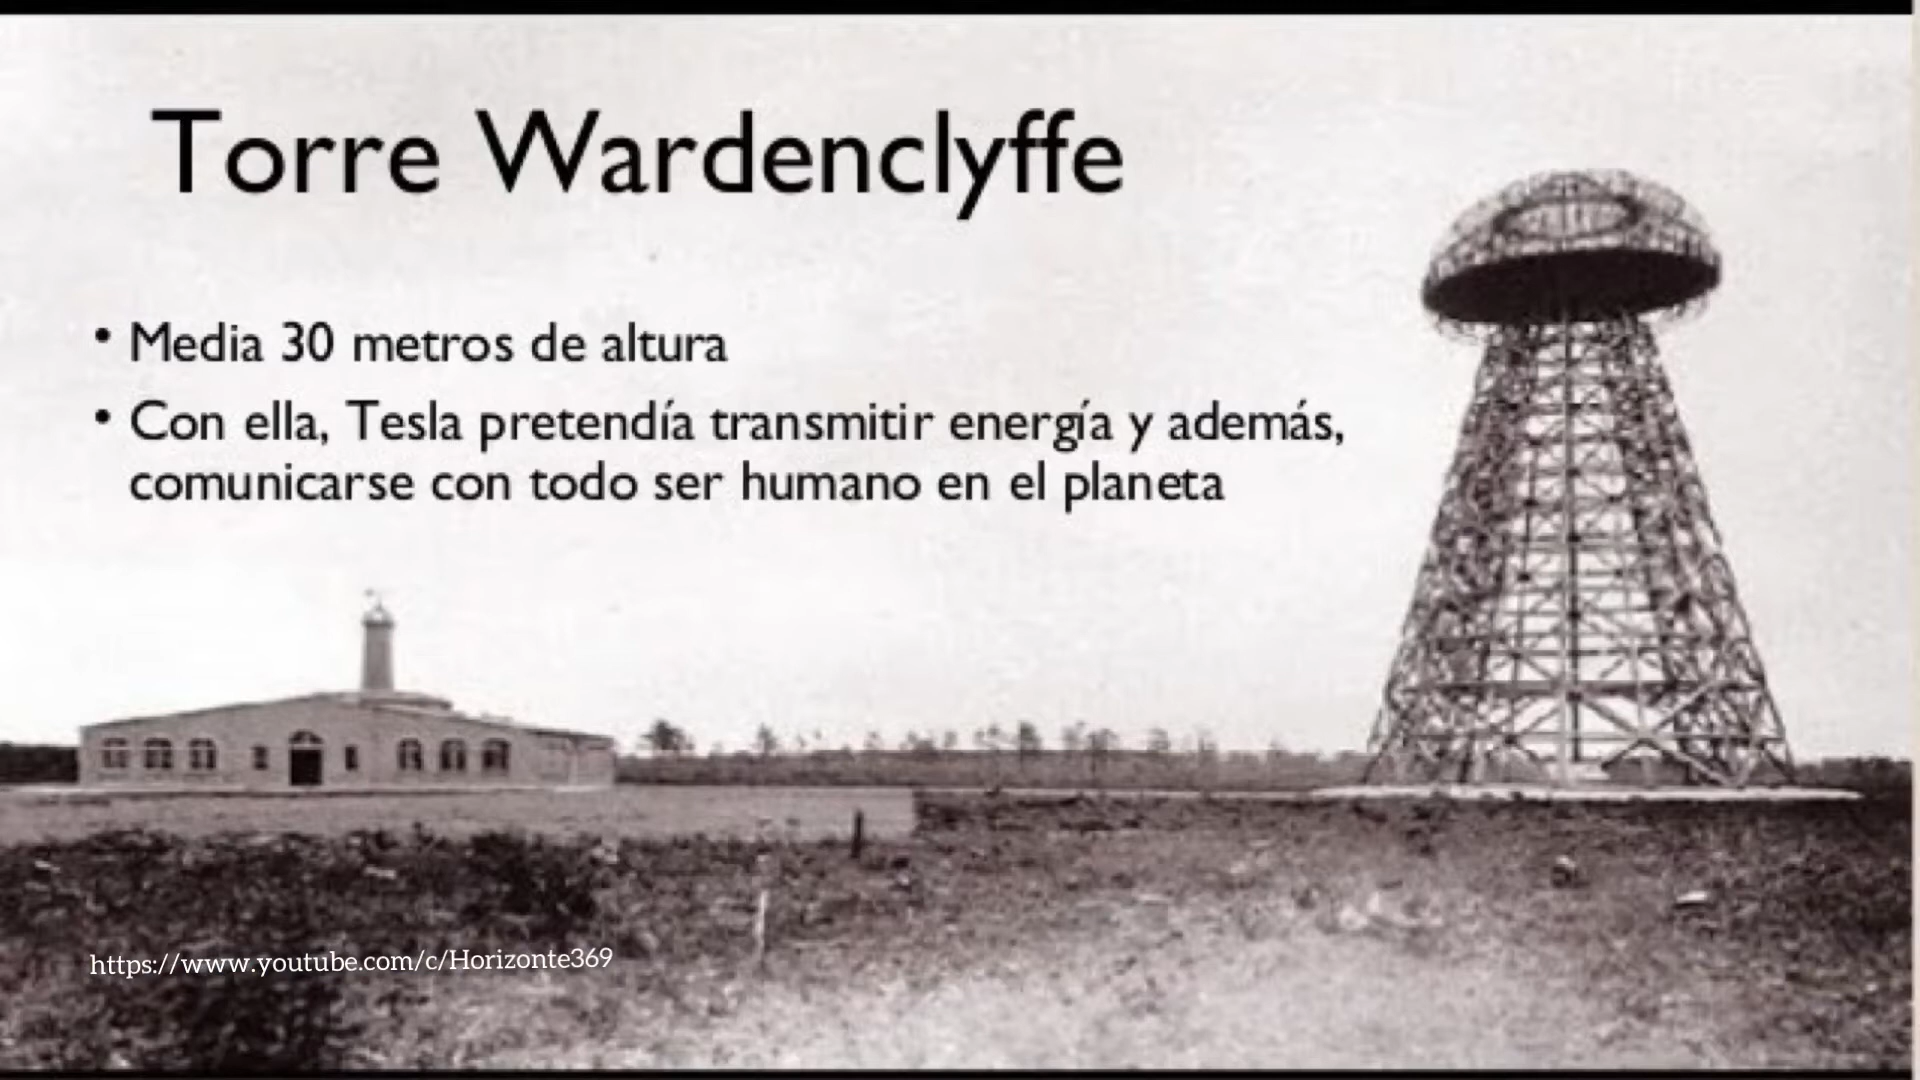 Torre Wardenclyffe
• Media 30 metros de altura
• Con ella, Tesla pretendía transmitir energía y además,
comunicarse con todo ser humano en el planeta
https://www.youtube.com/c/Horizonte369